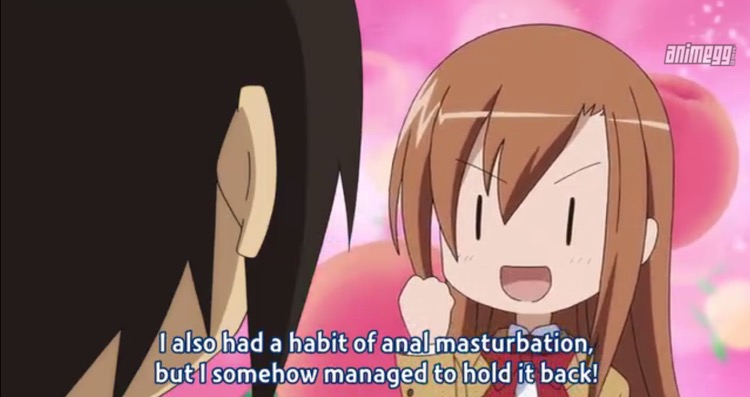 animegg
I also had a habit of anal masturbation,
but I somehow managed to hold it back!